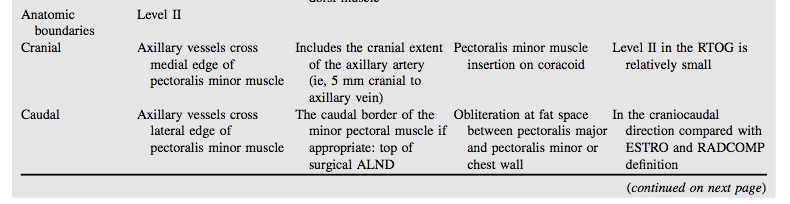 dorsi muscle
Anatomic Level II
boundaries
Cranial Axillary vessels cross Includes the cranial extent Pectoralis minor muscle Level II in the RTOG is
medial edge of of the axillary artery insertion on coracoid relatively small
pectoralis minor muscle (ie, 5 mm cranial to
axillary vein)
Caudal Axillary vessels cross The caudal border of the Obliteration at fat space In the craniocaudal
lateral edge of minor pectoral muscle if between pectoralis major direction compared with
pectoralis minor muscle appropriate: top of and pectoralis minor or ESTRO and RADCOMP
surgical ALND chest wall definition
(continued on next page)